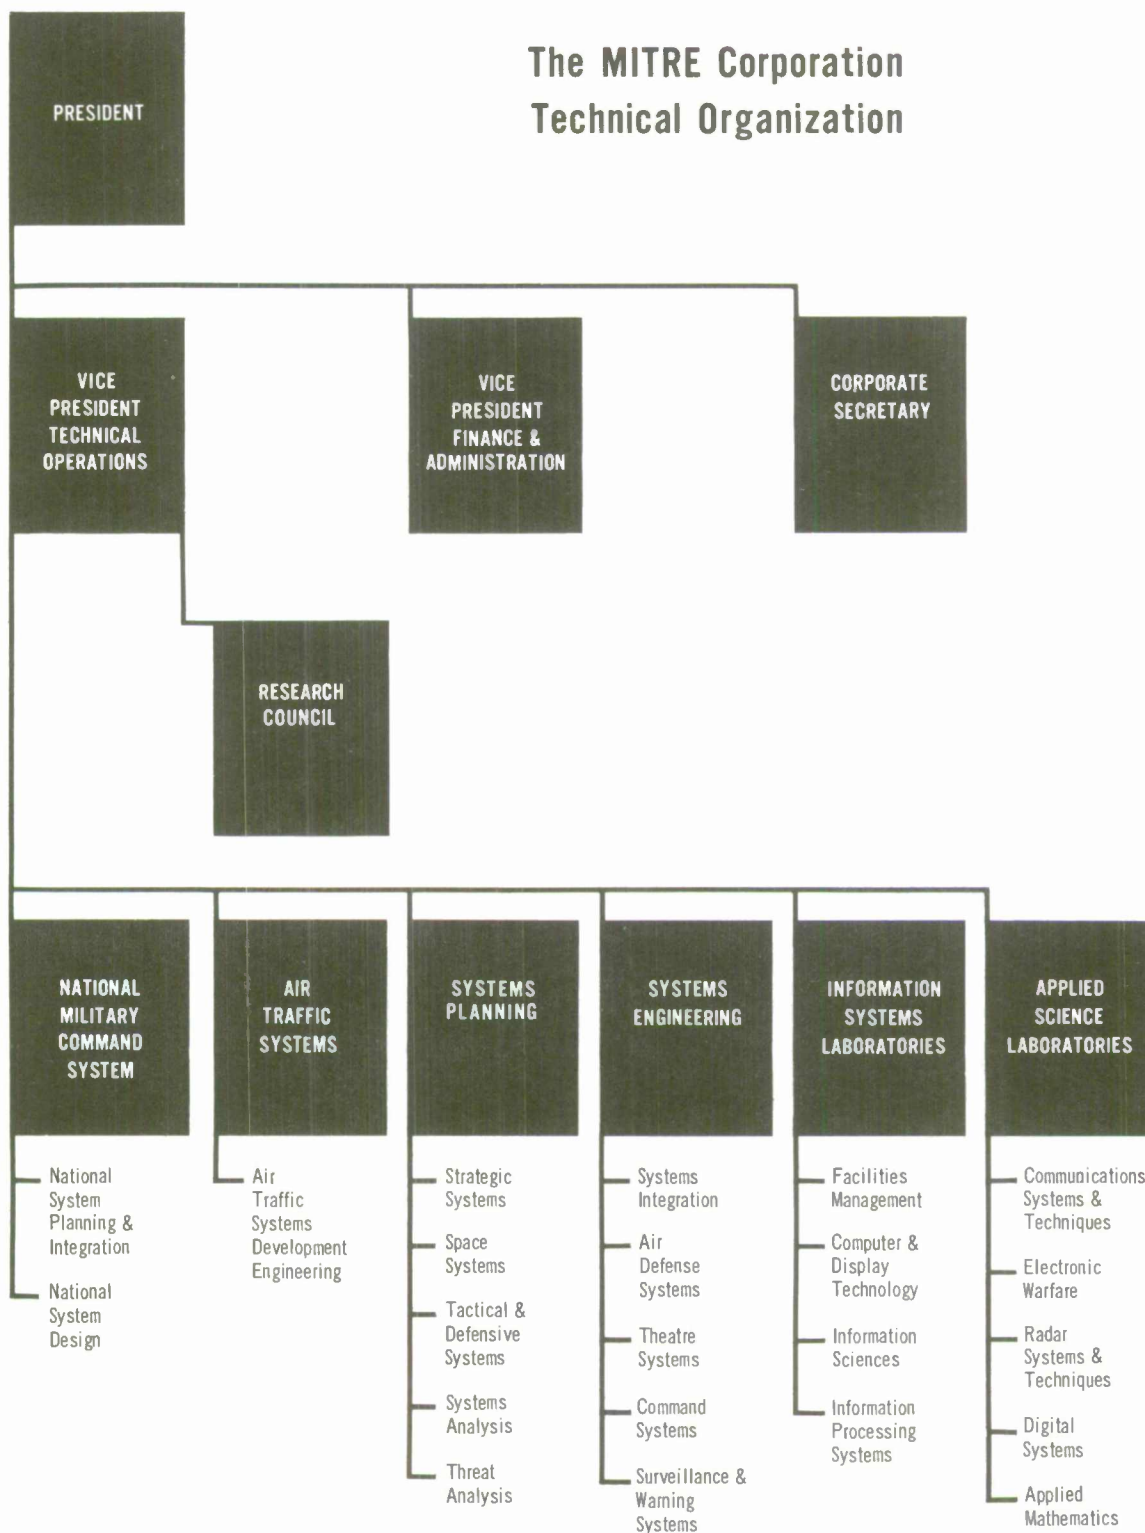 The MITRE Corporation
Technical Organization
PRESIDENT
VICE
PRESIDENT
TECHNICAL
OPERATIONS
VICE
PRESIDENT
FINANCE &
ADMINISTRATION
CORPORATE
SECRETARY
RESEARCH
COUNCIL
NATIONAL
MILITARY
COMMAND
SYSTEM
AIR
TRAFFIC
SYSTEMS
SYSTEMS
PLANNING
SYSTEMS
ENGINEERING
INFORMATION
SYSTEMS
LABORATORIES
APPLIED
SCIENCE
LABORATORIES
National
System
Planning &
Integration
National
System
Design
Air
Traffic
Systems
Development
Engineering
Strategic
Systems
Space
Systems
Tactical &
Defensive
Systems
Systems
Analysis
Threat
Analysis
Systems
Integration
Air
Defense
Systems
Theatre
Systems
Command
Systems
Surveillance &
Warning
Systems
Facilities
Management
Computer &
Display
Technology
Information
Sciences
Information
Processing
Systems
Communications
Systems &
Techniques
Electronic
Warfare
Radar
Systems &
Techniques
Digital
Systems
Applied
Mathematics